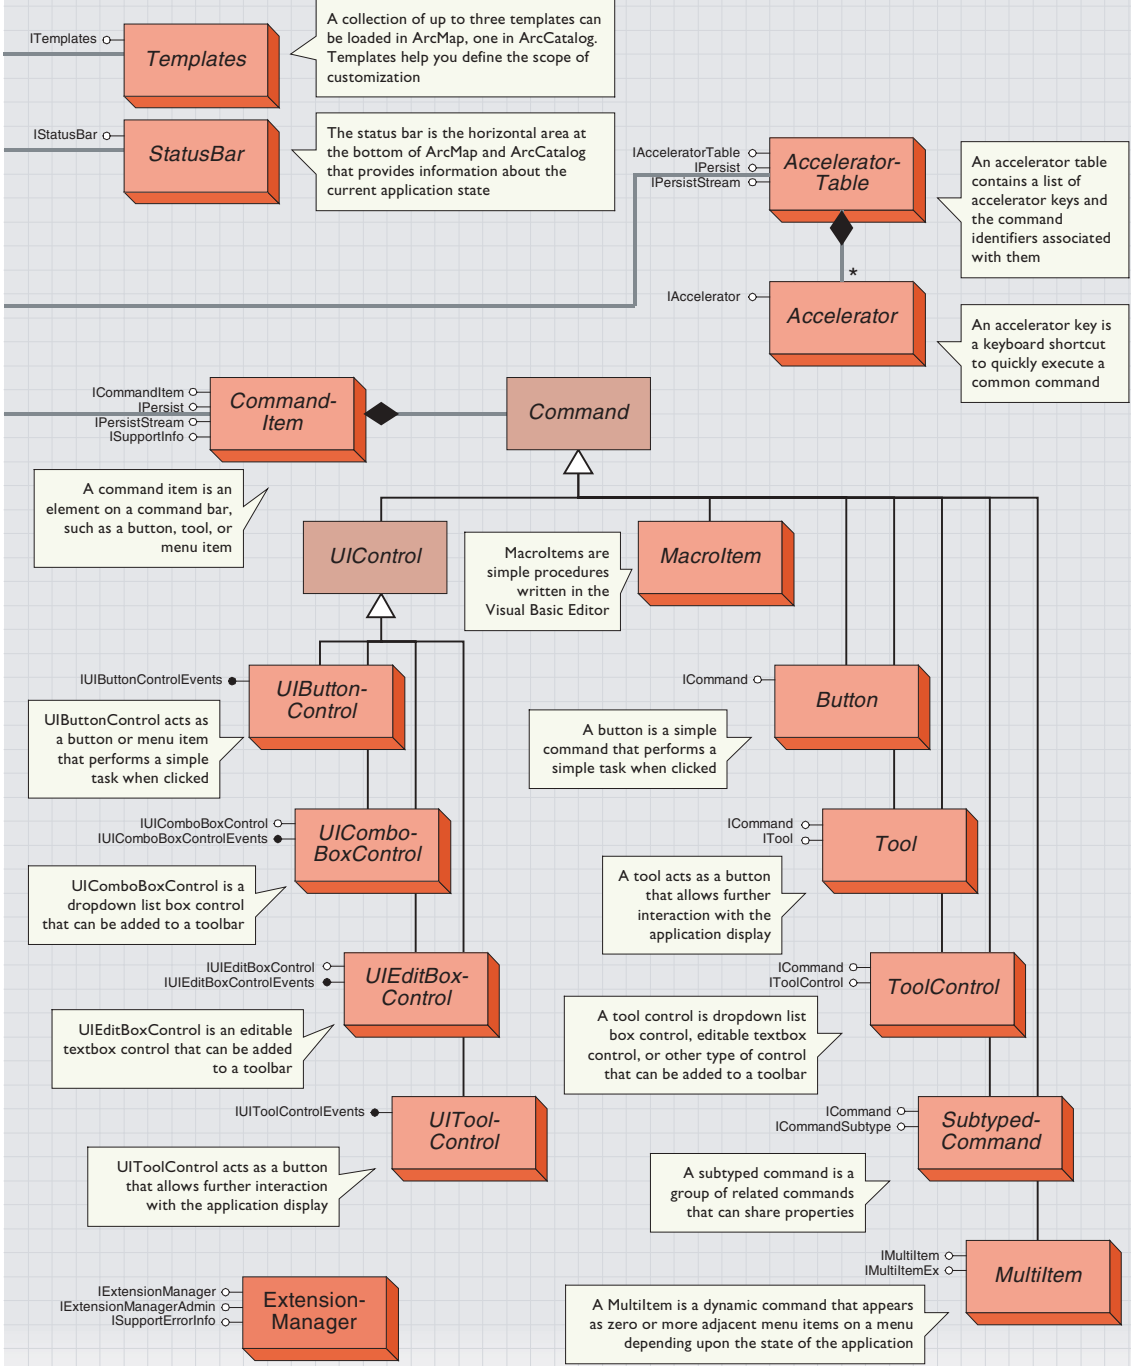 ITemplates
Templates
A collection of up to three templates can
be loaded in ArcMap, one in ArcCatalog.
Templates help you define the scope of
customization
IStatusBar
StatusBar
The status bar is the horizontal area at
the bottom of ArcMap and ArcCatalog
that provides information about the
current application state
IAcceleratorTable
IPersist
IPersistStream
Accelerator-
Table
An accelerator table
contains a list of
accelerator keys and
the command
identifiers associated
with them
*
IAccelerator
Accelerator
An accelerator key is
a keyboard shortcut
to quickly execute a
common command
ICommandItem
IPersist
IPersistStream
ISupportInfo
Command-
Item
Command
A command item is an
element on a command bar,
such as a button, tool, or
menu item
UIControl
MacroItems are
simple procedures
written in the
Visual Basic Editor
MacroItem
IUIButtonControlEvents
UIButton-
Control
UIButtonControl acts as
a button or menu item
that performs a simple
task when clicked
ICommand
Button
A button is a simple
command that performs a
simple task when clicked
IUIComboBoxControl
IUIComboBoxControlEvents
UICombo-
BoxControl
UIComboBoxControl is a
dropdown list box control
that can be added to a toolbar
ICommand
ITool
Tool
A tool acts as a button
that allows further
interaction with the
application display
IUIEditBoxControl
IUIEditBoxControlEvents
UIEditBox-
Control
UIEditBoxControl is an editable
textbox control that can be added
to a toolbar
ICommand
IToolControl
ToolControl
A tool control is dropdown list
box control, editable textbox
control, or other type of control
that can be added to a toolbar
IUIToolControlEvents
UITool-
Control
UIToolControl acts as a button
that allows further interaction
with the application display
ICommand
ICommandSubtype
Subtyped-
Command
A subtyped command is a
group of related commands
that can share properties
IMultiItem
IMultiItemEx
MultiItem
A MultiItem is a dynamic command that appears
as zero or more adjacent menu items on a menu
depending upon the state of the application
IExtensionManager
IExtensionManagerAdmin
ISupportErrorInfo
Extension-
Manager